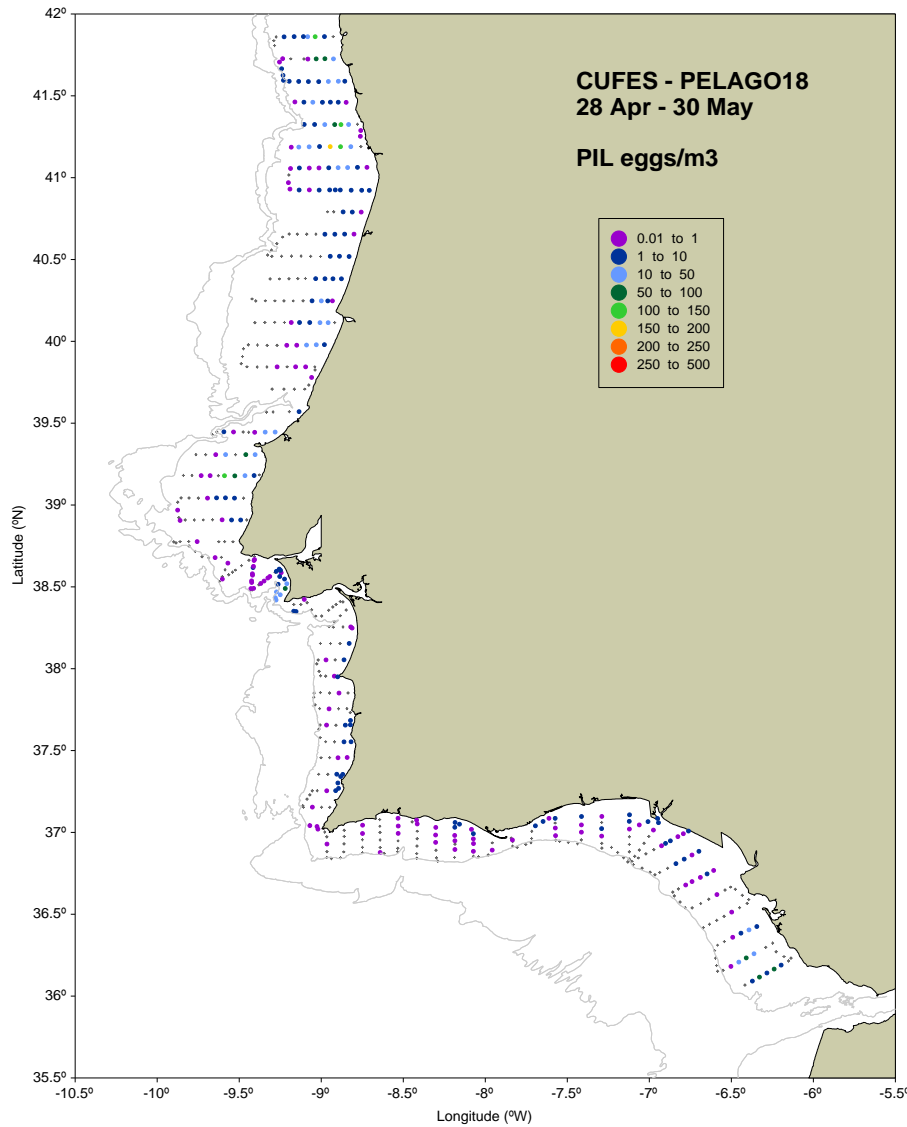 42º
41.5º
41º
40.5º
40º
39.5º
39º
38.5º
38º
37.5º
37º
36.5º
36º
35.5º
Latitude (ºN)
CUFES - PELAGO18
28 Apr - 30 May
PIL eggs/m3
0.01 to 1
1 to 10
10 to 50
50 to 100
100 to 150
150 to 200
200 to 250
250 to 500
-10.5º -10º -9.5º -9º -8.5º -8º -7.5º -7º -6.5º -6º -5.5º
Longitude (ºW)